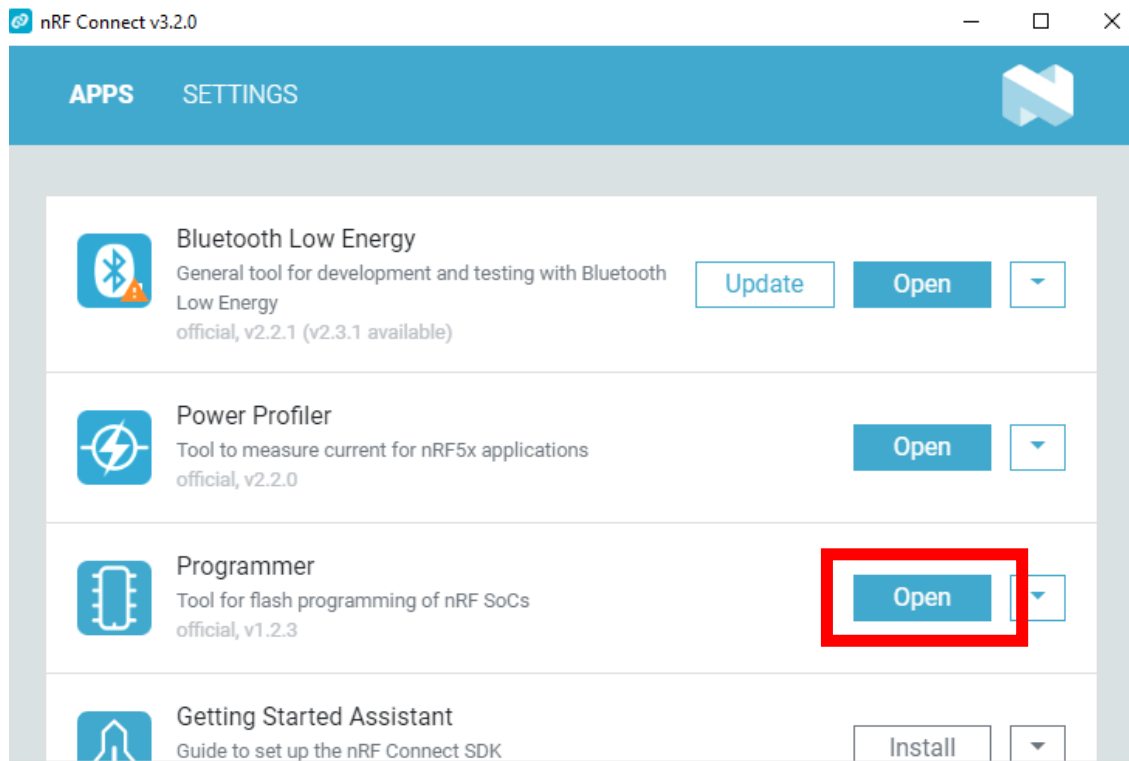 nRF Connect v3.2.0
APPS SETTINGS
Bluetooth Low Energy
General tool for development and testing with Bluetooth
Low Energy
official, v2.2.1 (v2.3.1 available)
Update Open
Power Profiler
Tool to measure current for nRF5x applications
official, v2.2.0
Open
Programmer
Tool for flash programming of nRF SoCs
official, v1.2.3
Open
Getting Started Assistant
Guide to set up the nRF Connect SDK
Install